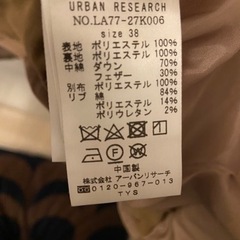 URBAN RESEARCH
NO.LA77-27K006
size 38
表地 ポリエステル 100%
裏地 ポリエステル 100%
中綿 ダウン 70%
フェザー 30%
別布 ポリエステル 100%
リブ 綿 84%
ポリエステル 14%
ポリウレタン 2%
中国製
株式会社 アーバンリサーチ
0120-967-013
TYS